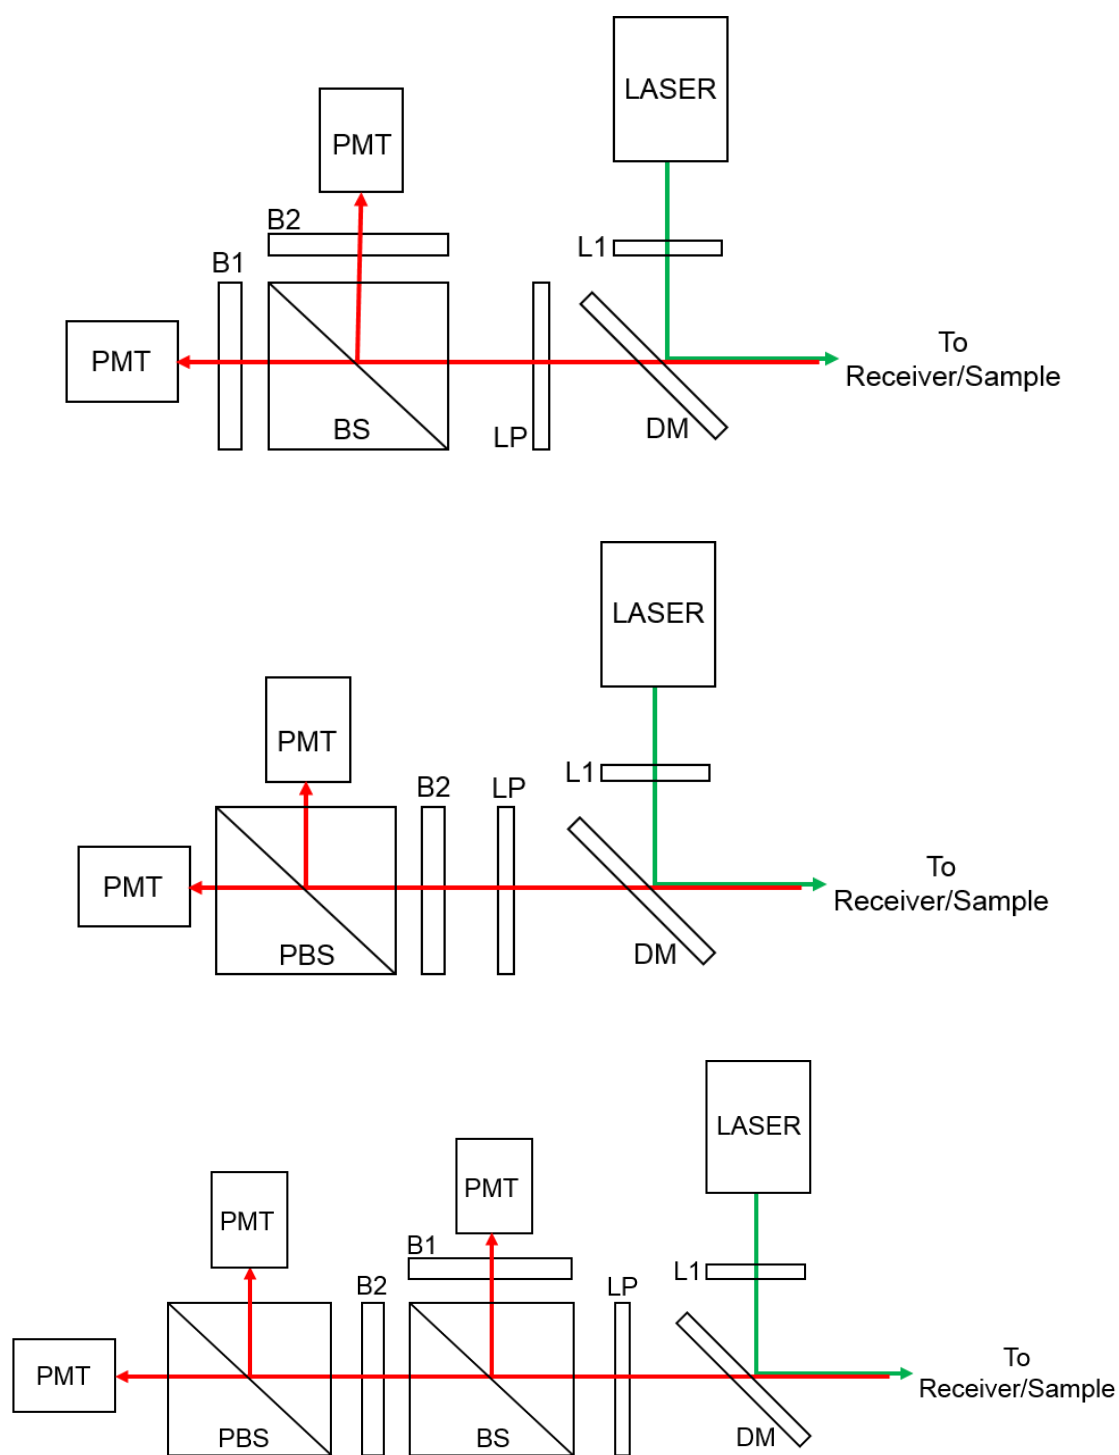 LASER
PMT
B2
L1
B1
PMT
To
Receiver/Sample
BS
LP
DM
LASER
PMT
L1
B2
LP
PMT
To
Receiver/Sample
PBS
DM
LASER
PMT
PMT
B1
L1
B2
LP
PMT
To
Receiver/Sample
PBS
BS
DM